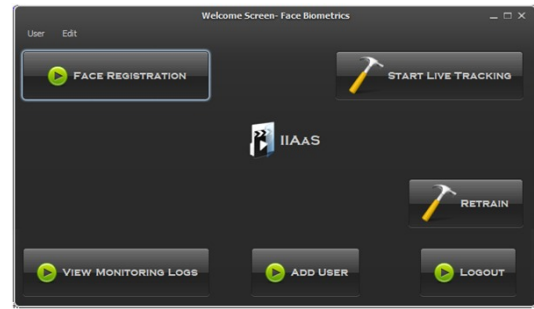 Welcome Screen- Face Biometrics
User Edit
Face Registration
Start Live Tracking
IIAaS
Retrain
View Monitoring Logs
Add User
Logout